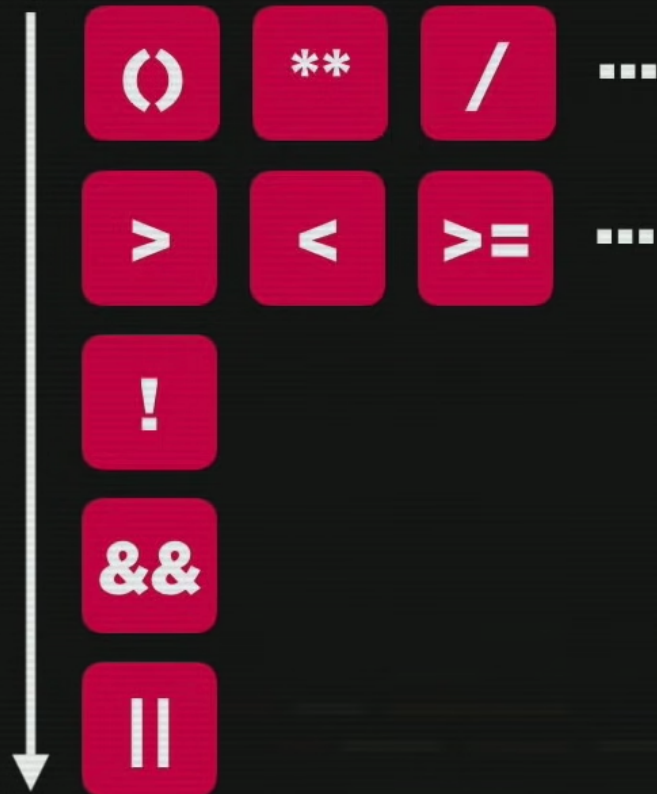 () ** / ...
> < >= ...
!
&&
||